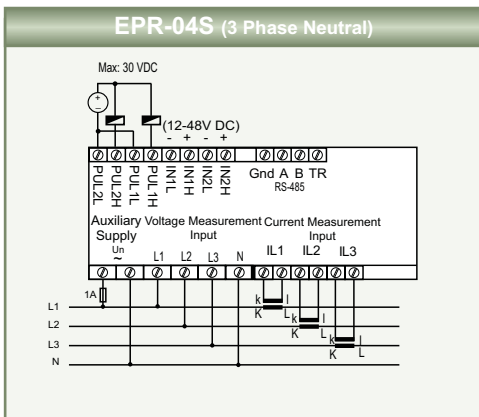 EPR-04S (3 Phase Neutral)
Max: 30 VDC
+
–
(12-48V DC)
- + - +
PUL2L PUL2H PUL1L PUL1H IN1L IN1H IN2L IN2H
Gnd A B TR
RS-485
Auxiliary Voltage Measurement Current Measurement
Supply Input Input
Un
~
L1 L2 L3 N IL1 IL2 IL3
1A
L1 k l
K L
L2 k l
K L
L3 k l
K L
N